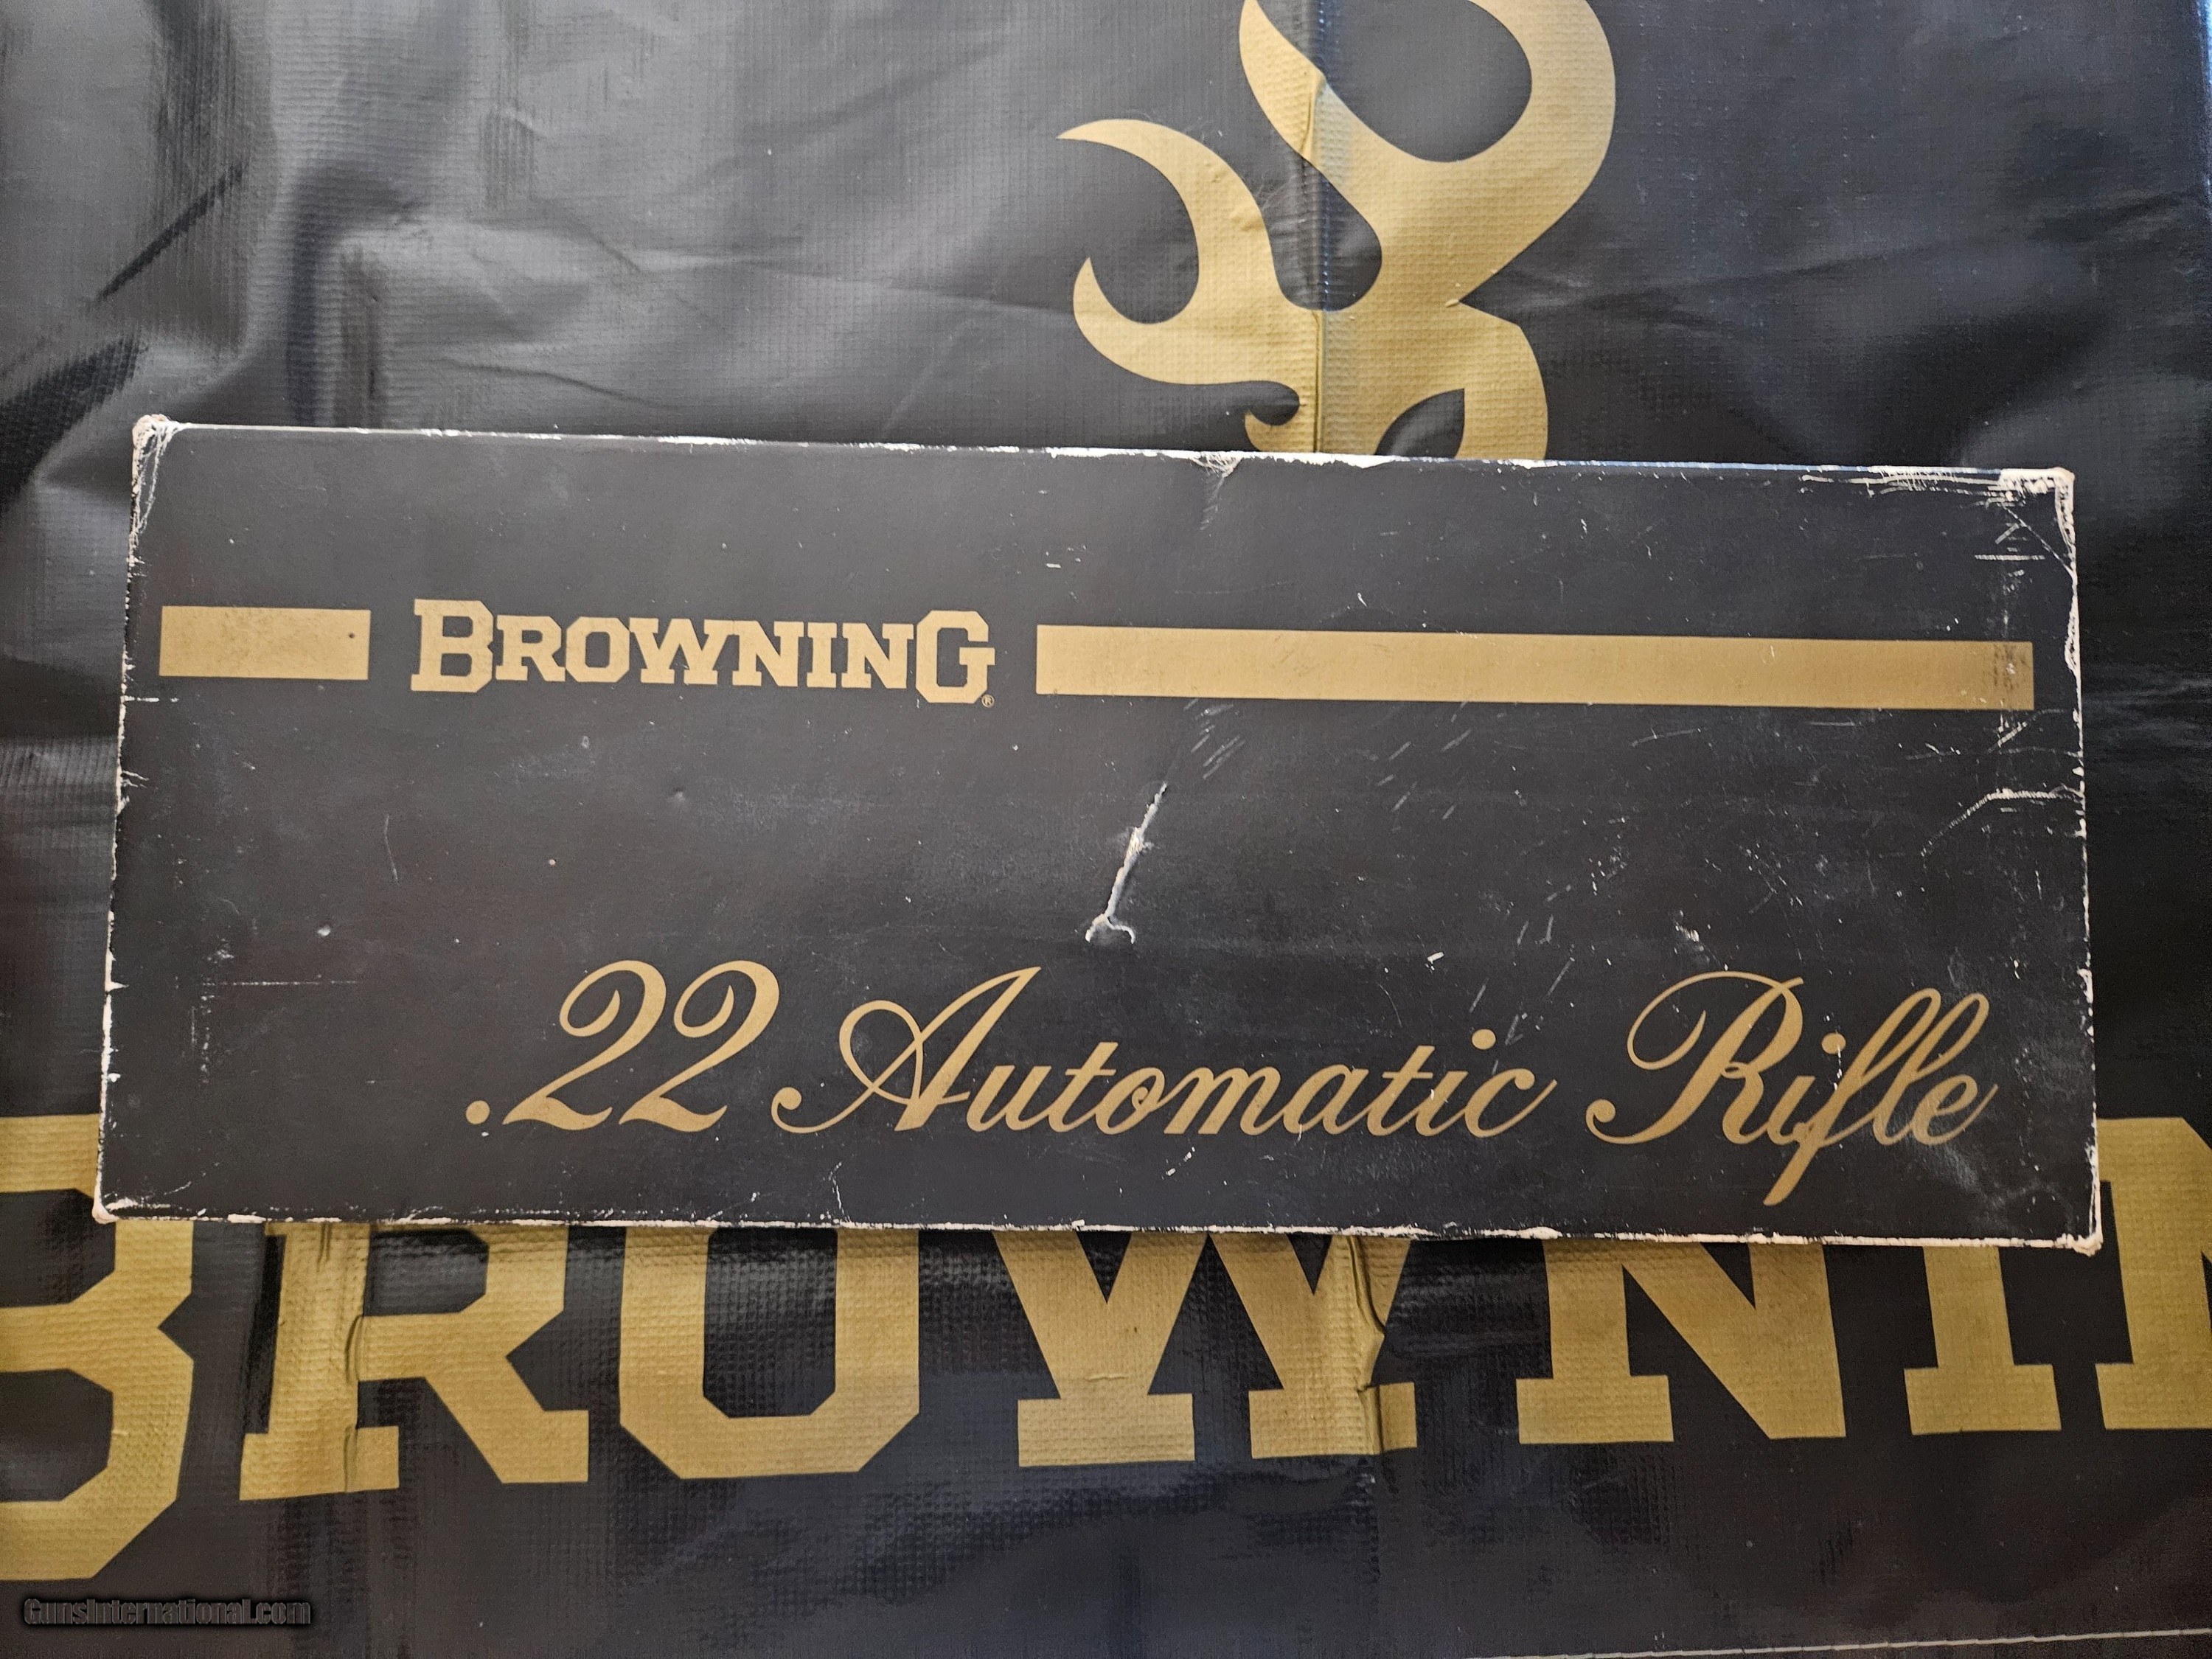 BROWNING®
.22 Automatic Rifle
BROWNIN
GunsInternational.com